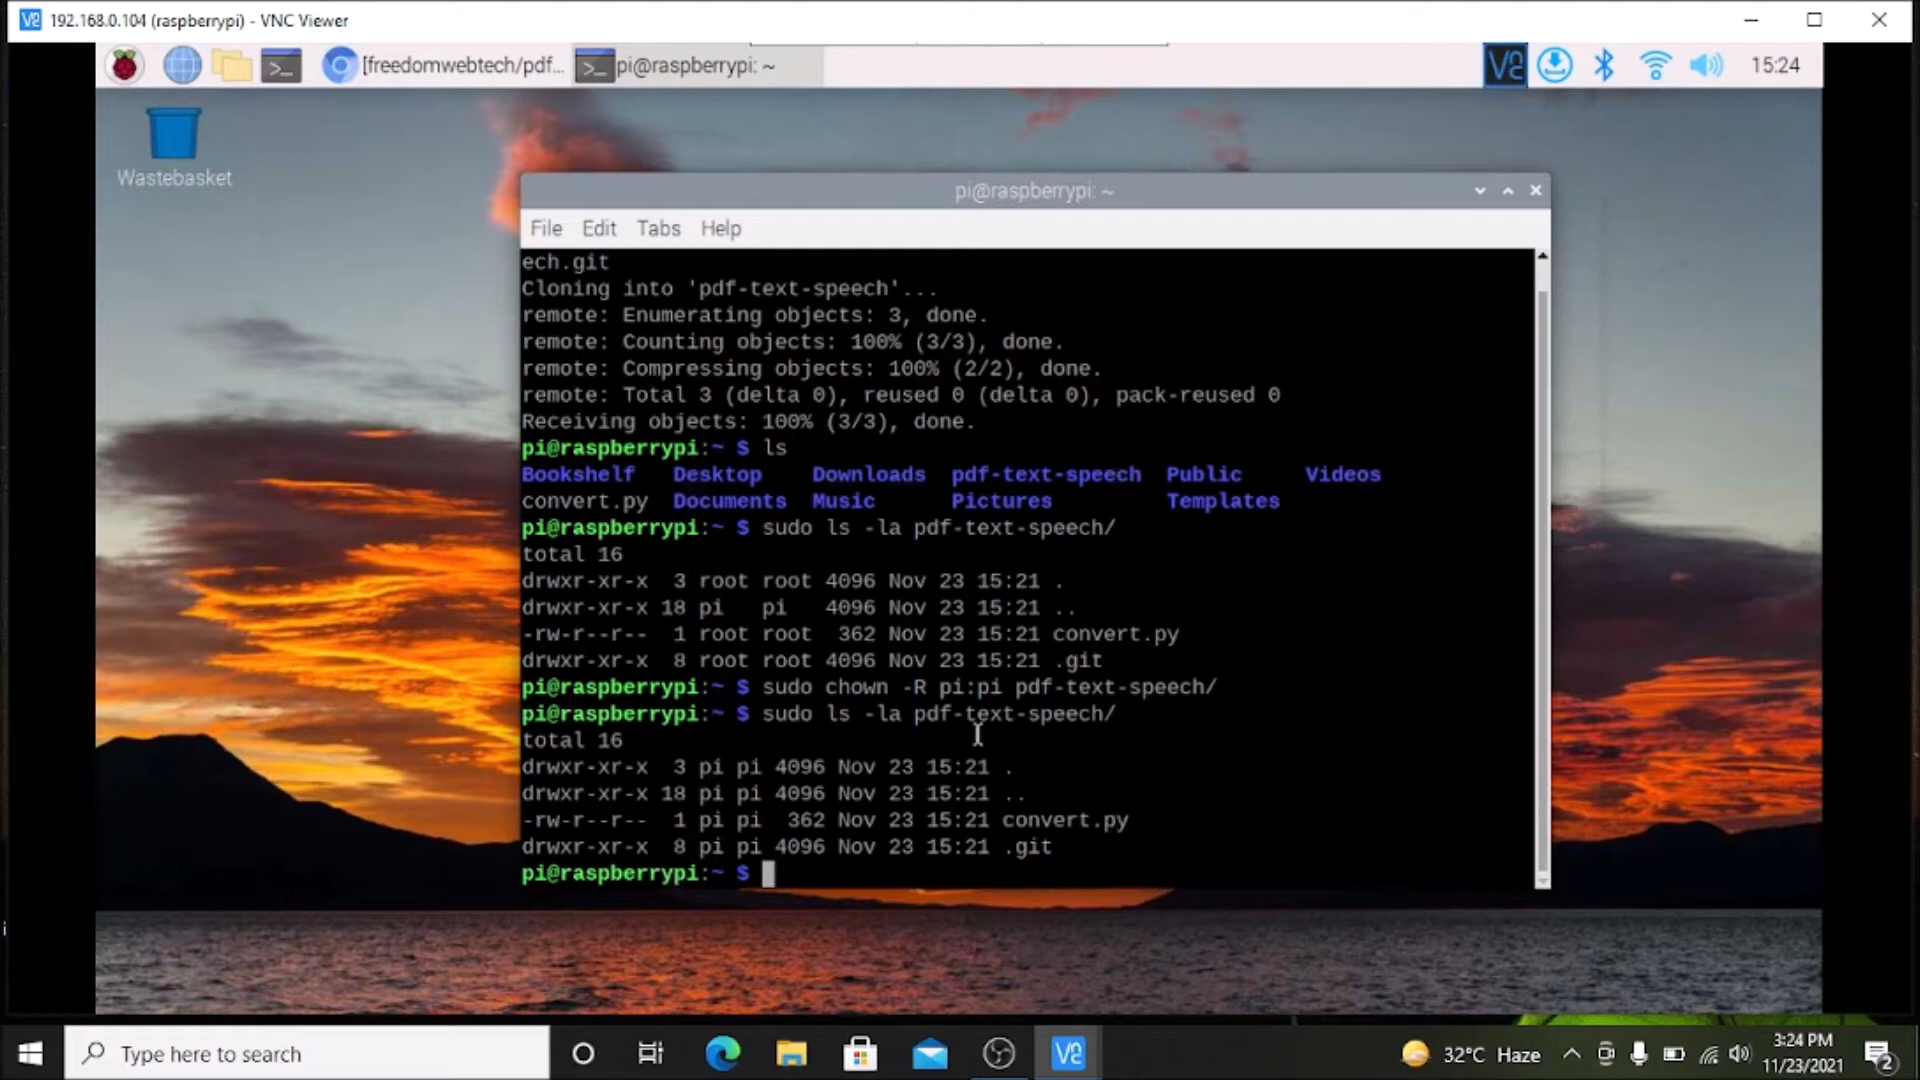 192.168.0.104 (raspberrypi) - VNC Viewer
[freedomwebtech/pdf...
pi@raspberrypi: ~
15:24
Wastebasket
pi@raspberrypi: ~
File Edit Tabs Help
ech.git
Cloning into 'pdf-text-speech'...
remote: Enumerating objects: 3, done.
remote: Counting objects: 100% (3/3), done.
remote: Compressing objects: 100% (2/2), done.
remote: Total 3 (delta 0), reused 0 (delta 0), pack-reused 0
Receiving objects: 100% (3/3), done.
pi@raspberrypi:~ $ ls
Bookshelf Desktop Downloads pdf-text-speech Public Videos
convert.py Documents Music Pictures Templates
pi@raspberrypi:~ $ sudo ls -la pdf-text-speech/
total 16
drwxr-xr-x 3 root root 4096 Nov 23 15:21 .
drwxr-xr-x 18 pi pi 4096 Nov 23 15:21 ..
-rw-r--r-- 1 root root 362 Nov 23 15:21 convert.py
drwxr-xr-x 8 root root 4096 Nov 23 15:21 .git
pi@raspberrypi:~ $ sudo chown -R pi:pi pdf-text-speech/
pi@raspberrypi:~ $ sudo ls -la pdf-text-speech/
total 16
drwxr-xr-x 3 pi pi 4096 Nov 23 15:21 .
drwxr-xr-x 18 pi pi 4096 Nov 23 15:21 ..
-rw-r--r-- 1 pi pi 362 Nov 23 15:21 convert.py
drwxr-xr-x 8 pi pi 4096 Nov 23 15:21 .git
pi@raspberrypi:~ $
Type here to search
32°C Haze
3:24 PM
11/23/2021
2